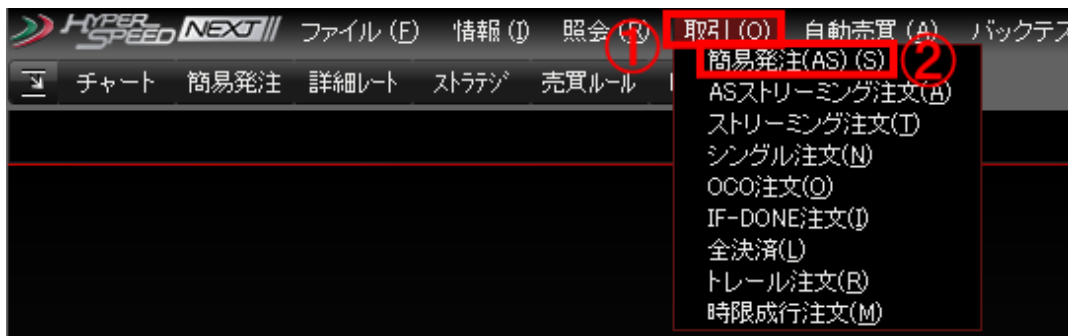 HYPER SPEED NEXT ファイル (F) 情報 (I) 照会 (R) 取引 (O) 自動売買 (A) バックテス
① ②
チャート 簡易発注 詳細レート ストラテジ 売買ルール
簡易発注(AS) (S)
ASストリーミング注文(A)
ストリーミング注文(T)
シングル注文(N)
OCO注文(O)
IF-DONE注文(I)
全決済(L)
トレール注文(R)
時限成行注文(M)